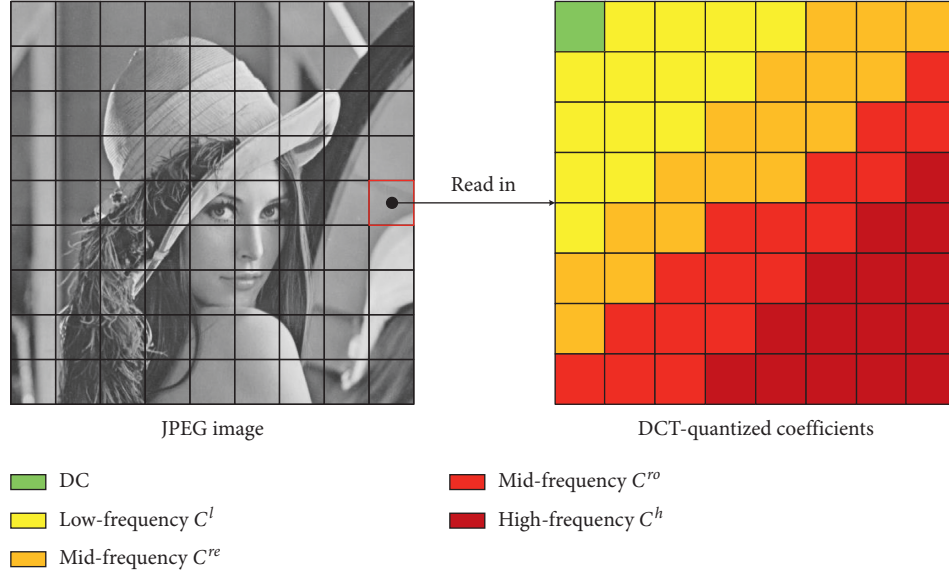 Read in
JPEG image
DCT-quantized coefficients
DC
Low-frequency C^l
Mid-frequency C^re
Mid-frequency C^ro
High-frequency C^h